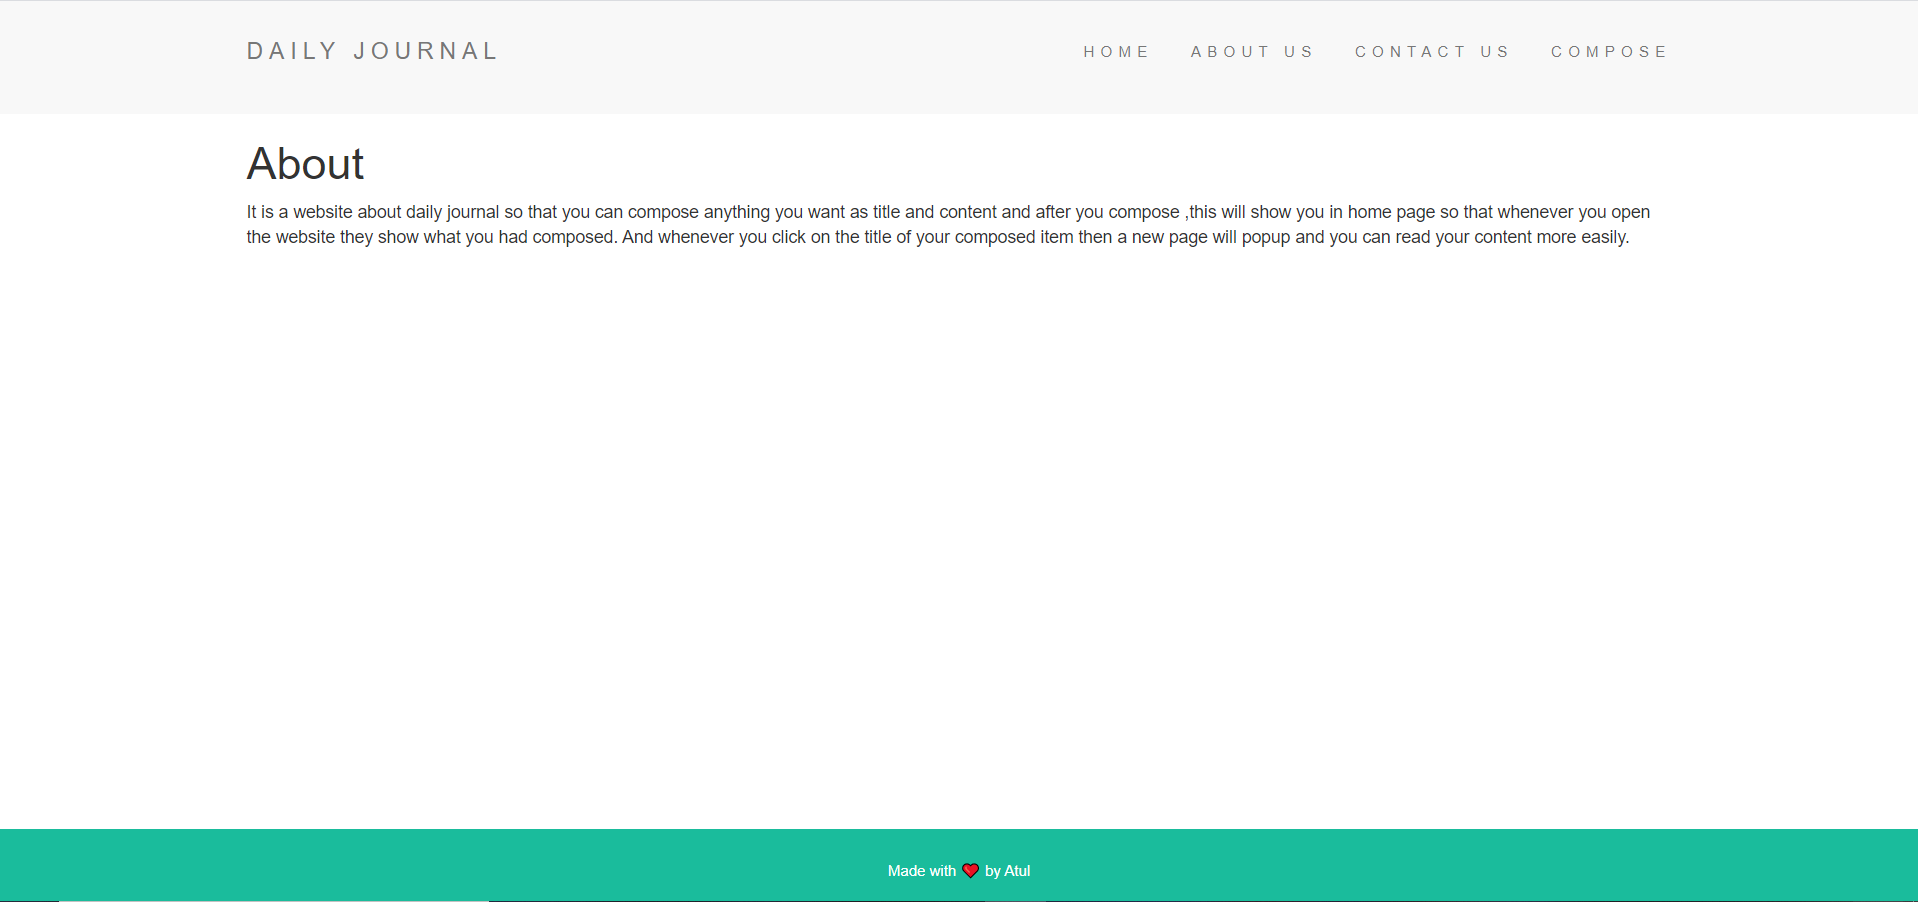 DAILY JOURNAL
HOME ABOUT US CONTACT US COMPOSE
About
It is a website about daily journal so that you can compose anything you want as title and content and after you compose ,this will show you in home page so that whenever you open
the website they show what you had composed. And whenever you click on the title of your composed item then a new page will popup and you can read your content more easily.
Made with ❤ by Atul